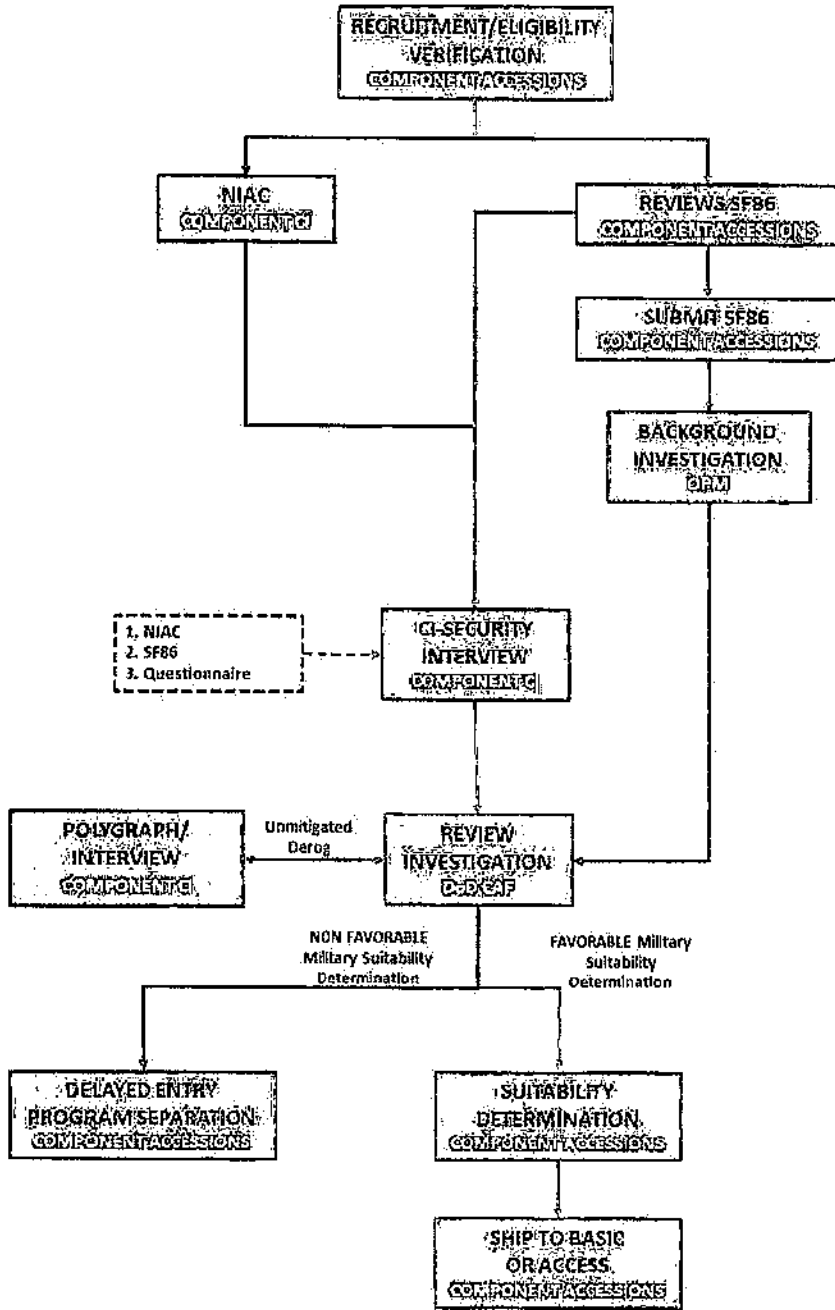 RECRUITMENT/ELIGIBILITY
VERIFICATION
COMPONENT ACCESSIONS
NIAC
COMPONENT CI
REVIEWS SF86
COMPONENT ACCESSIONS
SUBMIT SF86
COMPONENT ACCESSIONS
BACKGROUND
INVESTIGATION
OPM
1. NIAC
2. SF86
3. Questionnaire
CI-SECURITY
INTERVIEW
COMPONENT CI
POLYGRAPH/
INTERVIEW
COMPONENT CI
Unmitigated
Derog
REVIEW
INVESTIGATION
DoD CAF
NON FAVORABLE
Military Suitability
Determination
FAVORABLE Military
Suitability
Determination
DELAYED ENTRY
PROGRAM SEPARATION
COMPONENT ACCESSIONS
SUITABILITY
DETERMINATION
COMPONENT ACCESSIONS
SHIP TO BASIC
OR ACCESS
COMPONENT ACCESSIONS